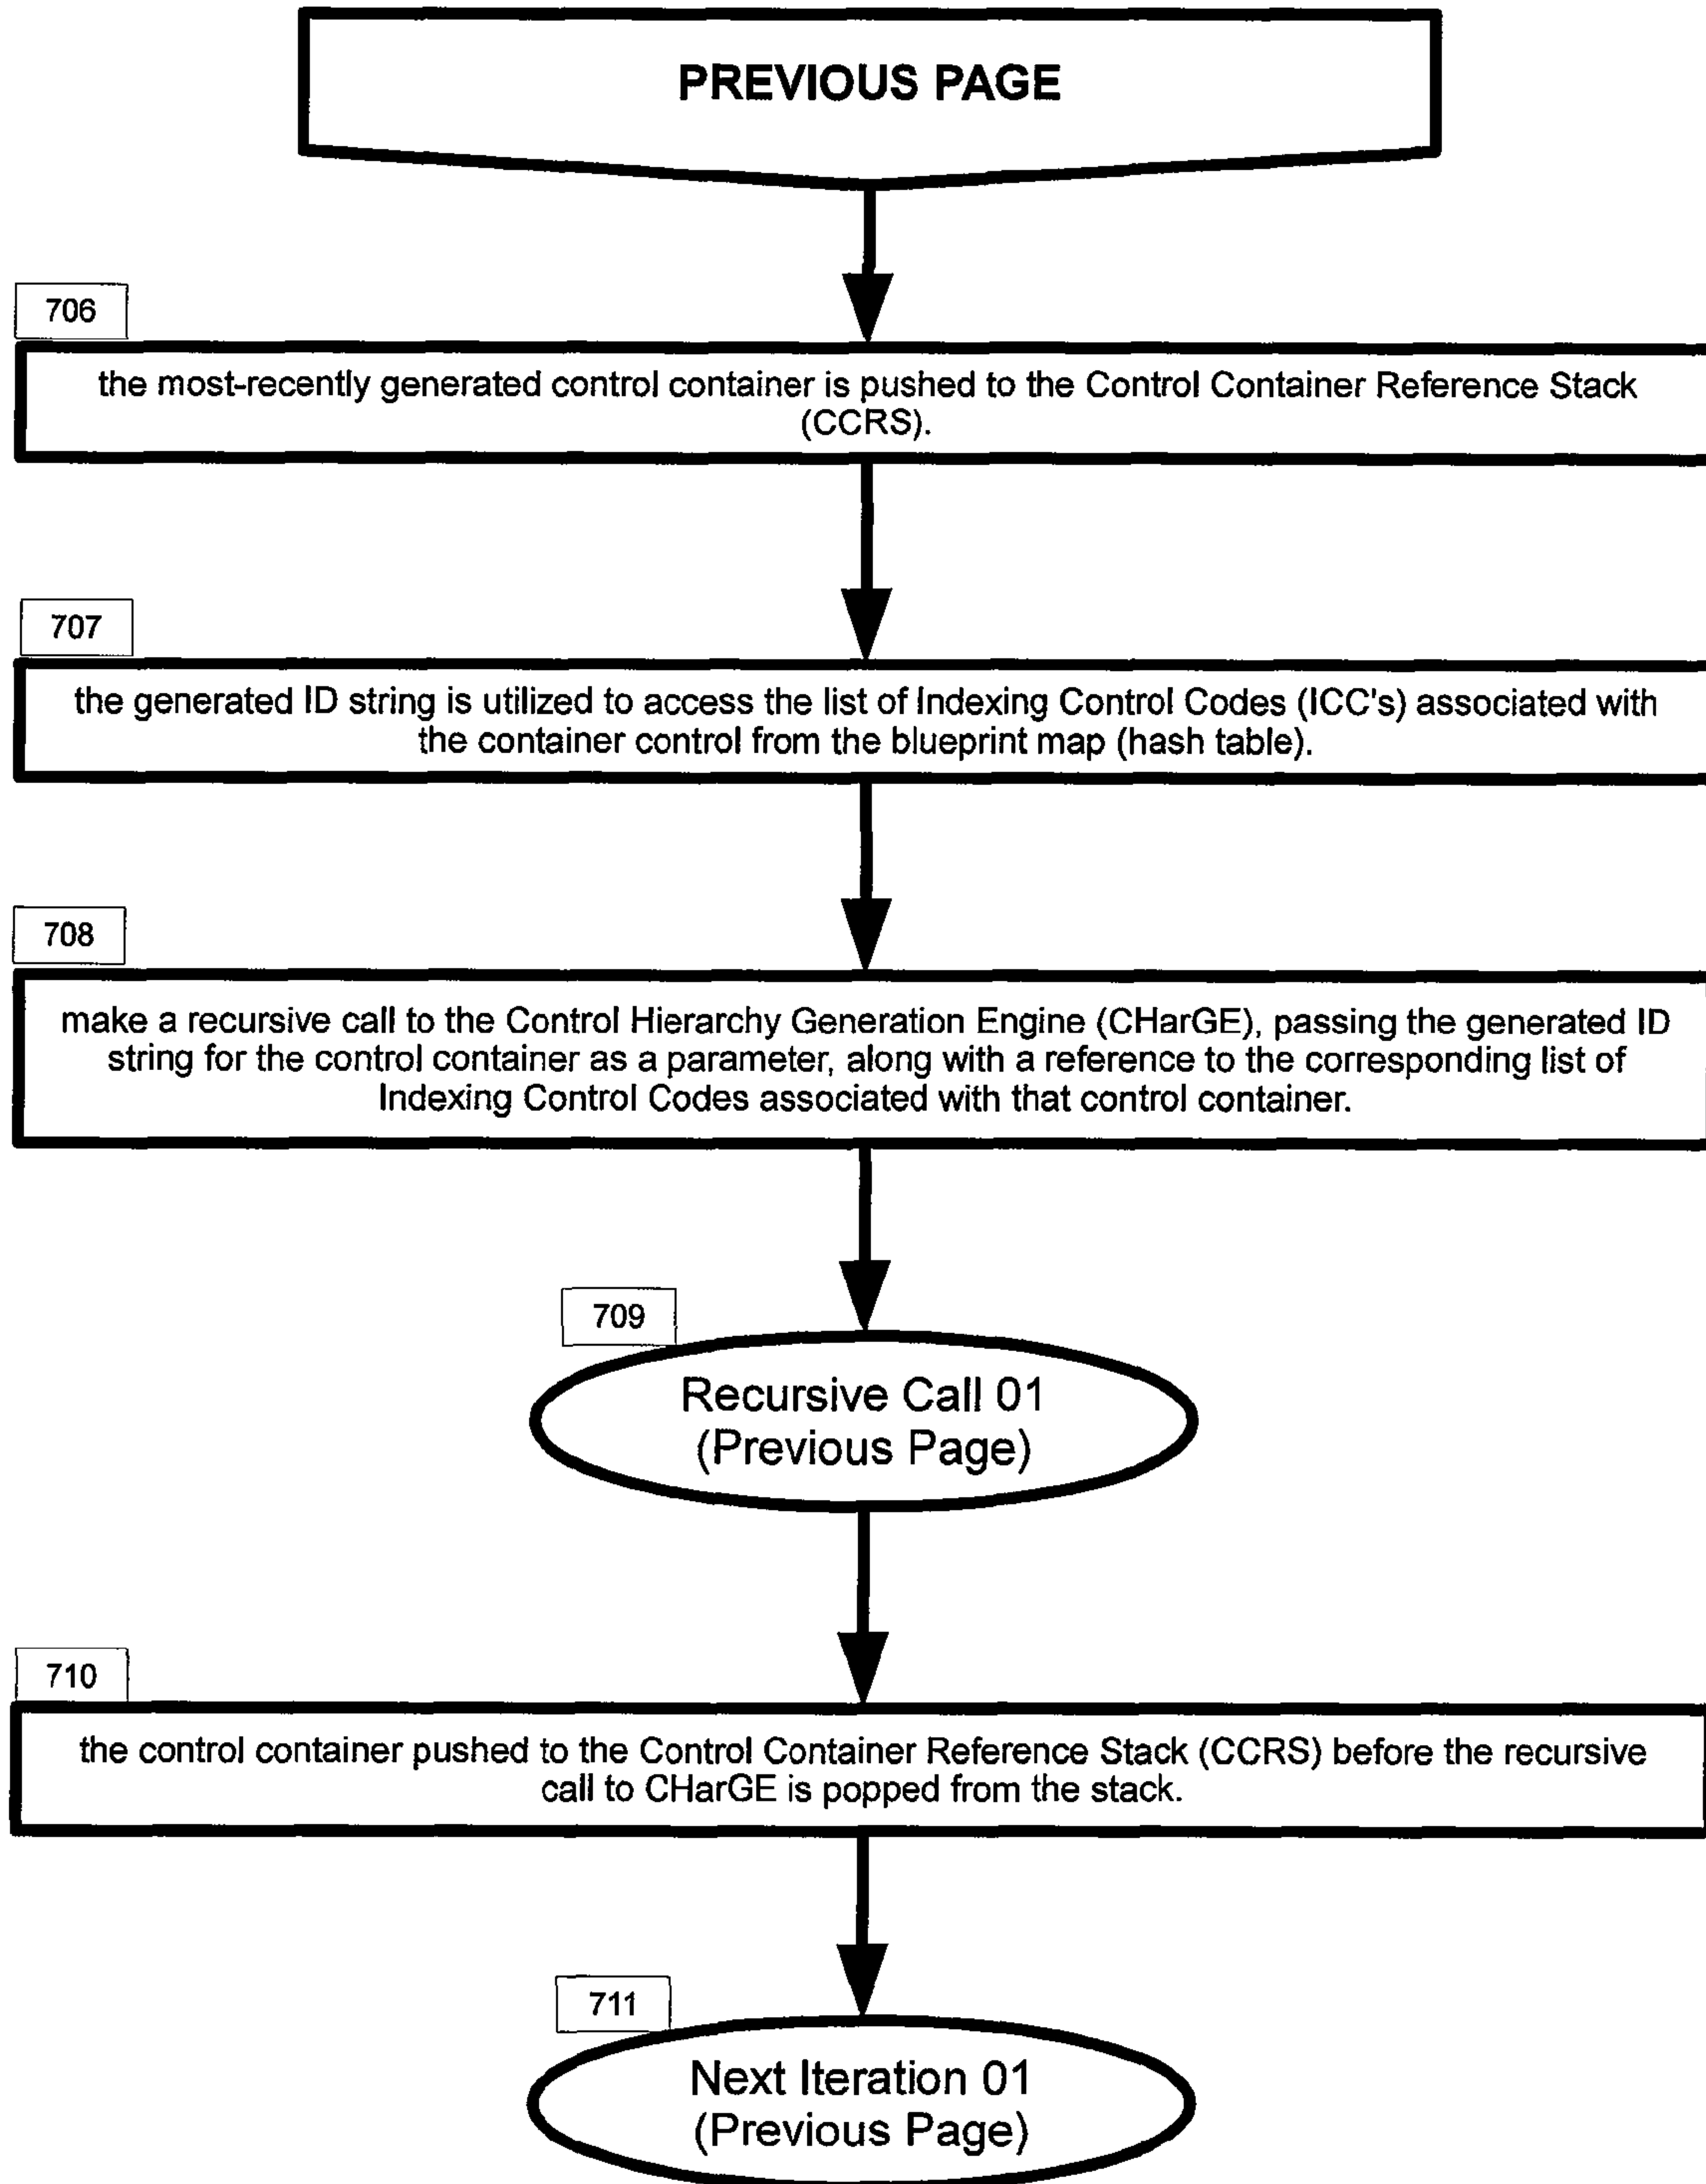 PREVIOUS PAGE
706
the most-recently generated control container is pushed to the Control Container Reference Stack
(CCRS).
707
the generated ID string is utilized to access the list of Indexing Control Codes (ICC's) associated with
the container control from the blueprint map (hash table).
708
make a recursive call to the Control Hierarchy Generation Engine (CHarGE), passing the generated ID
string for the control container as a parameter, along with a reference to the corresponding list of
Indexing Control Codes associated with that control container.
709
Recursive Call 01
(Previous Page)
710
the control container pushed to the Control Container Reference Stack (CCRS) before the recursive
call to CHarGE is popped from the stack.
711
Next Iteration 01
(Previous Page)